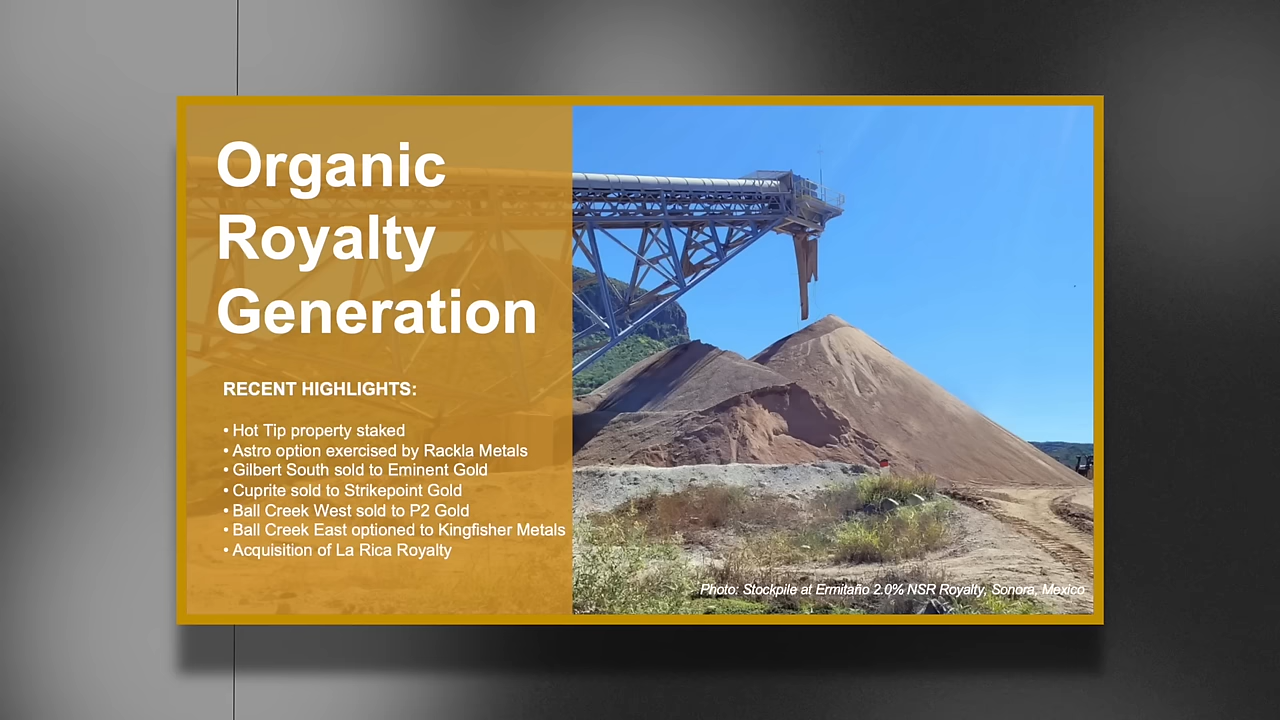 Organic
Royalty
Generation
RECENT HIGHLIGHTS:
• Hot Tip property staked
• Astro option exercised by Rackla Metals
• Gilbert South sold to Eminent Gold
• Cuprite sold to Strikepoint Gold
• Ball Creek West sold to P2 Gold
• Ball Creek East optioned to Kingfisher Metals
• Acquisition of La Rica Royalty
Photo: Stockpile at Ermitaño 2.0% NSR Royalty, Sonora, Mexico